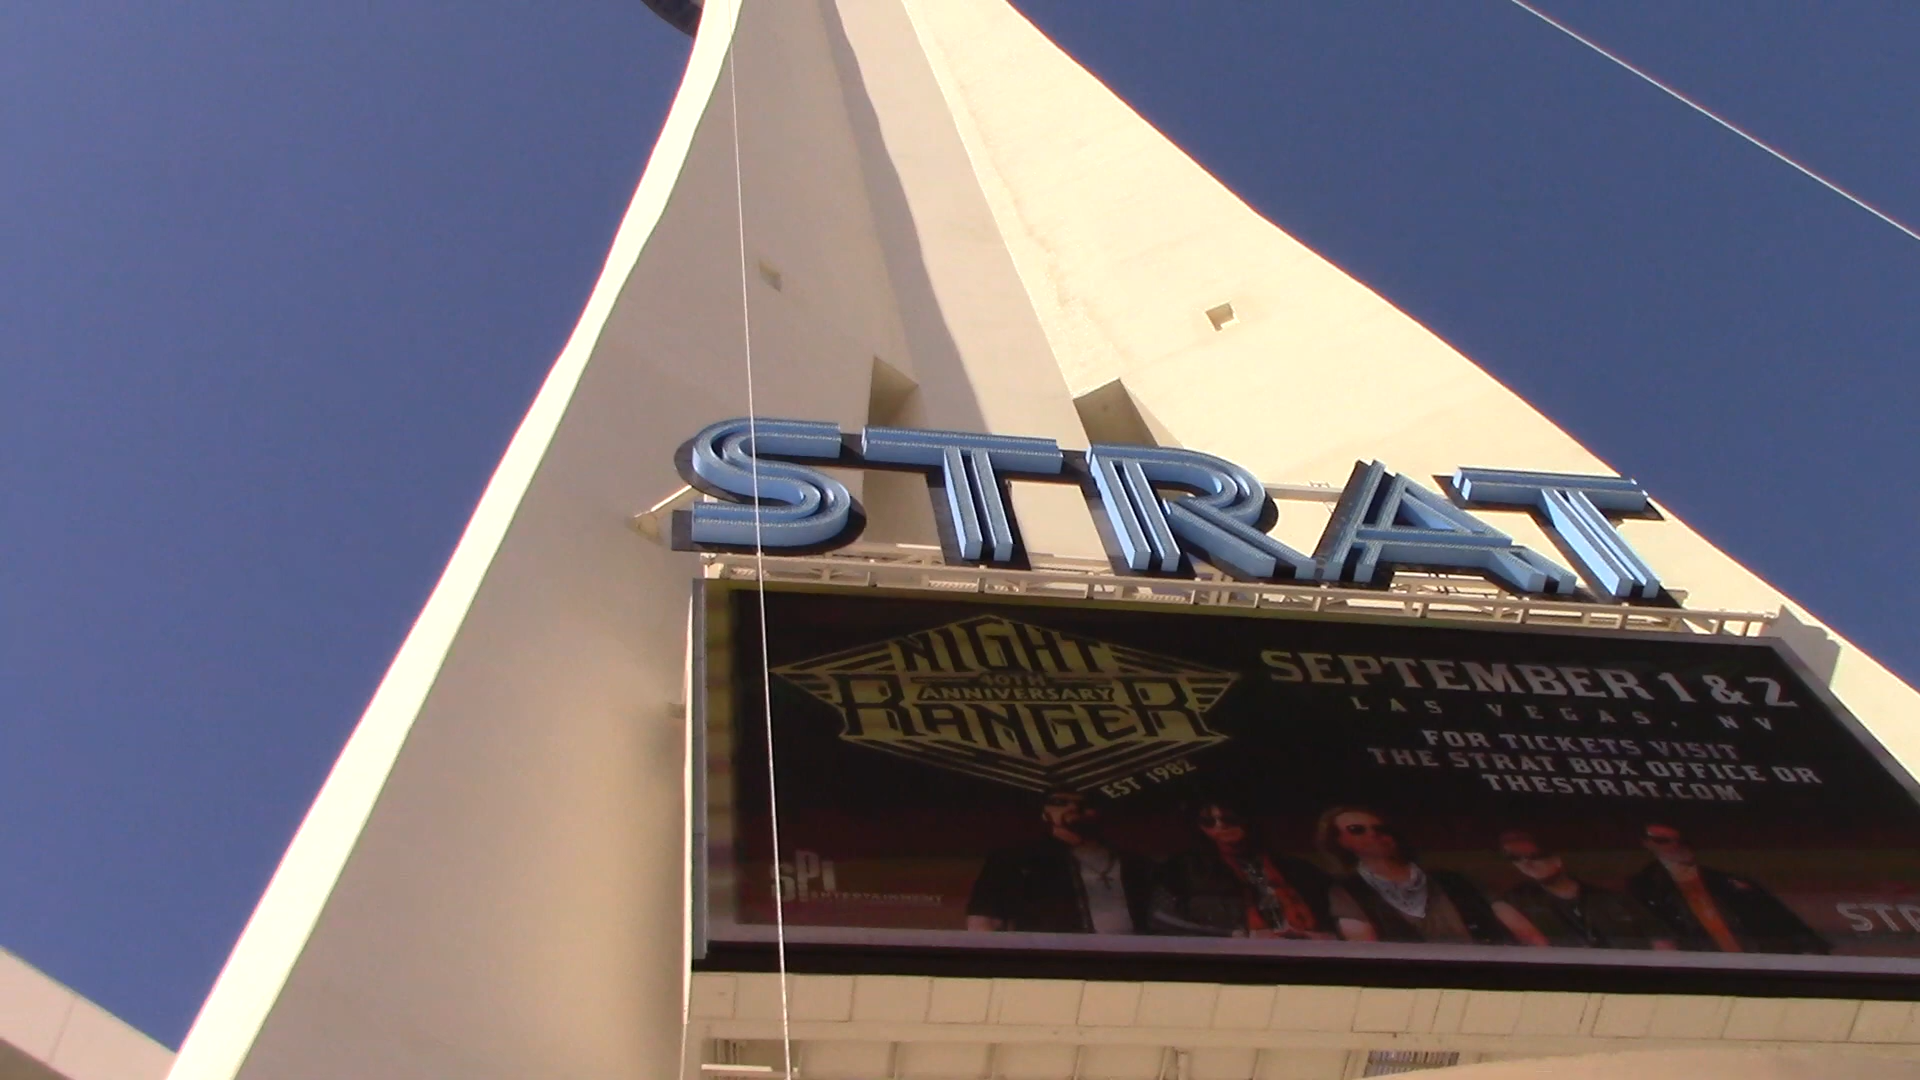 STRAT
NIGHT
40TH
ANNIVERSARY
RANGER
EST 1982
SEPTEMBER 1 & 2
LAS VEGAS, NV
FOR TICKETS VISIT
THE STRAT BOX OFFICE OR
THESTRAT.COM
SPI
ENTERTAINMENT